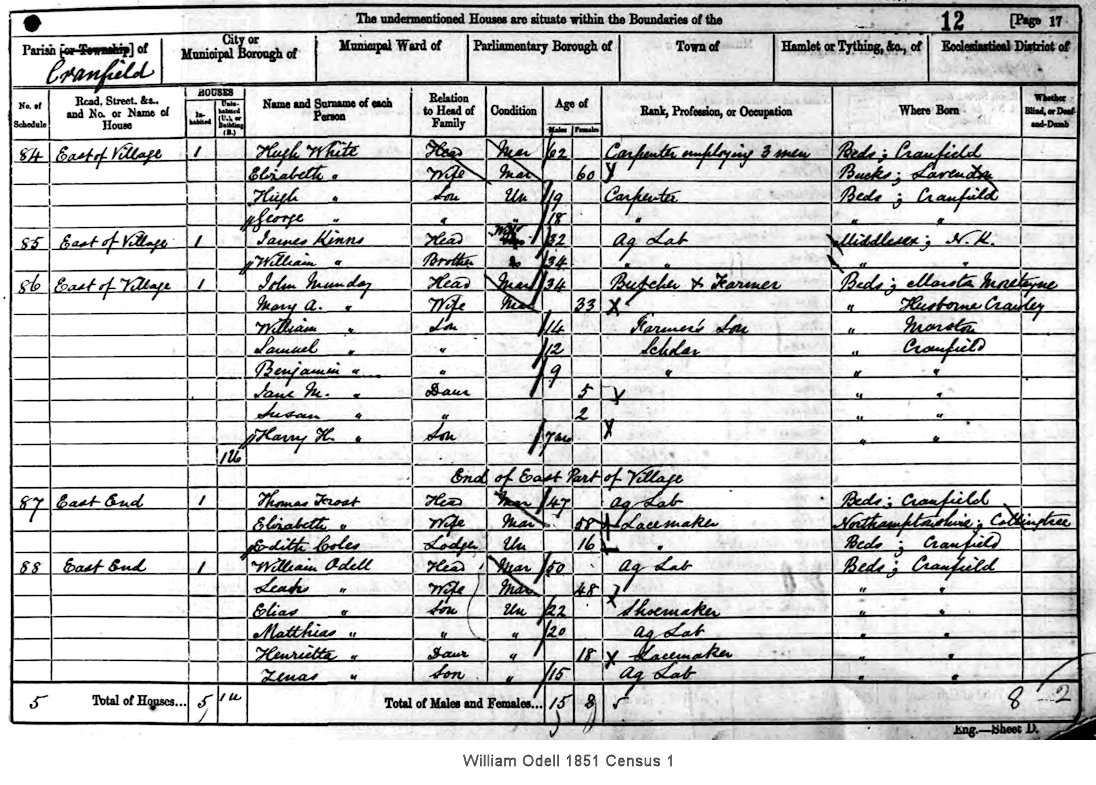 The undermentioned Houses are situate within the Boundaries of the 12 [Page 17
Parish [or Township] of Cranfield City or Municipal Borough of Municipal Ward of Parliamentary Borough of Town of Hamlet or Tything, &c., of Ecclesiastical District of
No. of Schedule Road, Street, &c., and No. or Name of House HOUSES Inhabited Uninhabited (U.), or Building (B.) Name and Surname of each Person Relation to Head of Family Condition Age of Males Females Rank, Profession, or Occupation Where Born Whether Blind, or Deaf-and-Dumb
84 East of Village 1 Hugh White Head Mar 62 Carpenter employing 3 men Beds; Cranfield
Elizabeth " Wife Mar 60 Bucks; Lavendon
Hugh " Son Un 19 Carpenter Beds; Cranfield
George " " " 18 " " "
85 East of Village 1 James Kinns Head 32 Ag Lab Middlesex; N. K.
William " Brother 34 " " " "
86 East of Village 1 John Munday Head Mar 34 Butcher & Farmer Beds; Marston Moretayne
Mary A. " Wife Mar 33 " Husborne Crawley
William " Son 14 Farmer's Son " Marston
Samuel " " 12 Scholar " Cranfield
Benjamin " " 9 " " "
Jane M. " Daur 5 " "
Susan " " 2 " "
Harry H. " Son 7 mo " "
1U
End of East Part of Village
87 East End 1 Thomas Frost Head Mar 47 Ag Lab Beds; Cranfield
Elizabeth " Wife Mar 58 Lacemaker Northamptonshire; Collingtree
Edith Coles Lodger Un 16 " Beds; Cranfield
88 East End 1 William Odell Head Mar 50 Ag Lab Beds; Cranfield
Leah " Wife Mar 48 " "
Elias " Son Un 22 Shoemaker " "
Matthias " " " 20 Ag Lab " "
Henrietta " Daur " 18 Lacemaker " "
Zenas " Son " 15 Ag Lab " "
5 Total of Houses... 5 1U Total of Males and Females... 15 8 8 2
Eng.—Sheet D.
William Odell 1851 Census 1